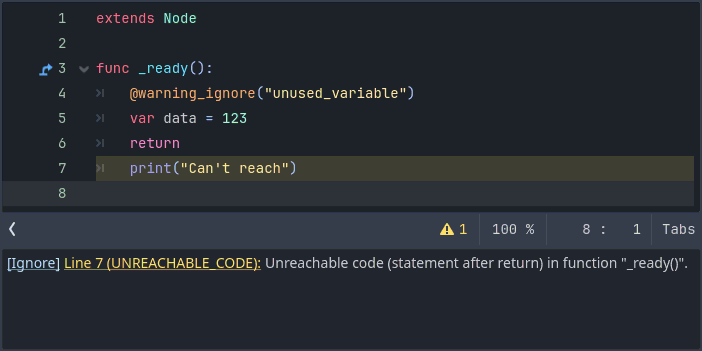 1 extends Node
2
3 func _ready():
4 @warning_ignore("unused_variable")
5 var data = 123
6 return
7 print("Can't reach")
8
1 100 % 8 : 1 Tabs
[Ignore] Line 7 (UNREACHABLE_CODE): Unreachable code (statement after return) in function "_ready()".